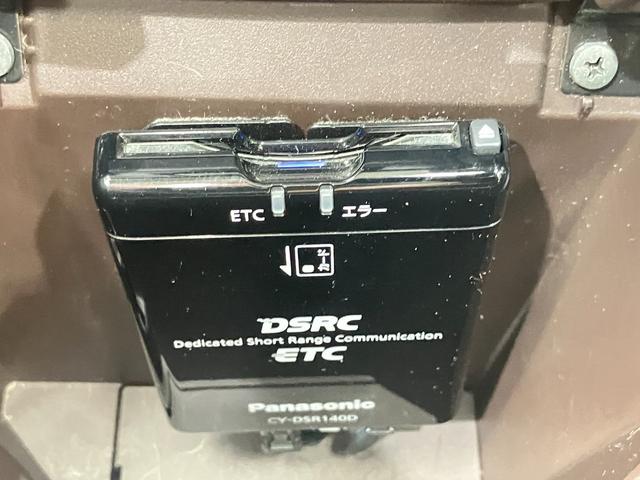 ETC エラー
DSRC
Dedicated Short Range Communication
ETC
Panasonic
CY-DSR140D